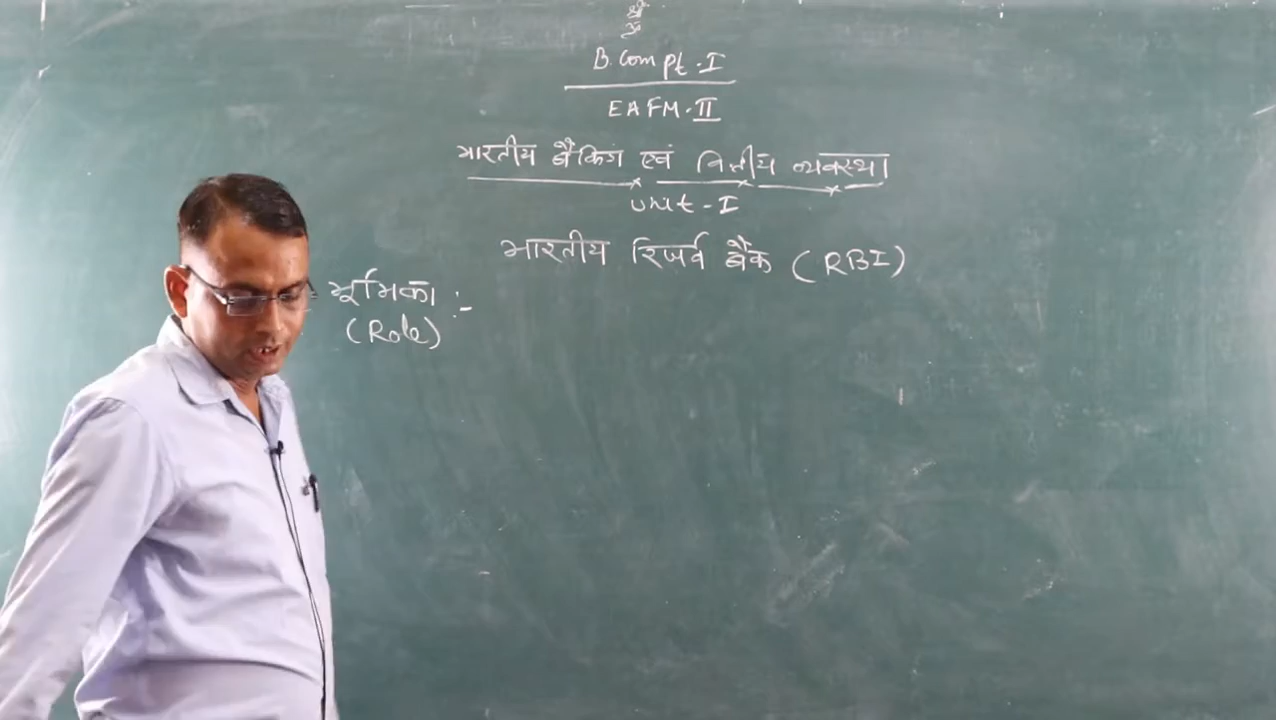 श्री
ॐ
B.Com Pt.I
EAFM.II
भारतीय बैंकिंग एवं वित्तीय व्यवस्था
Unit-I
भारतीय रिजर्व बैंक (RBI)
भूमिका :-
(Role)